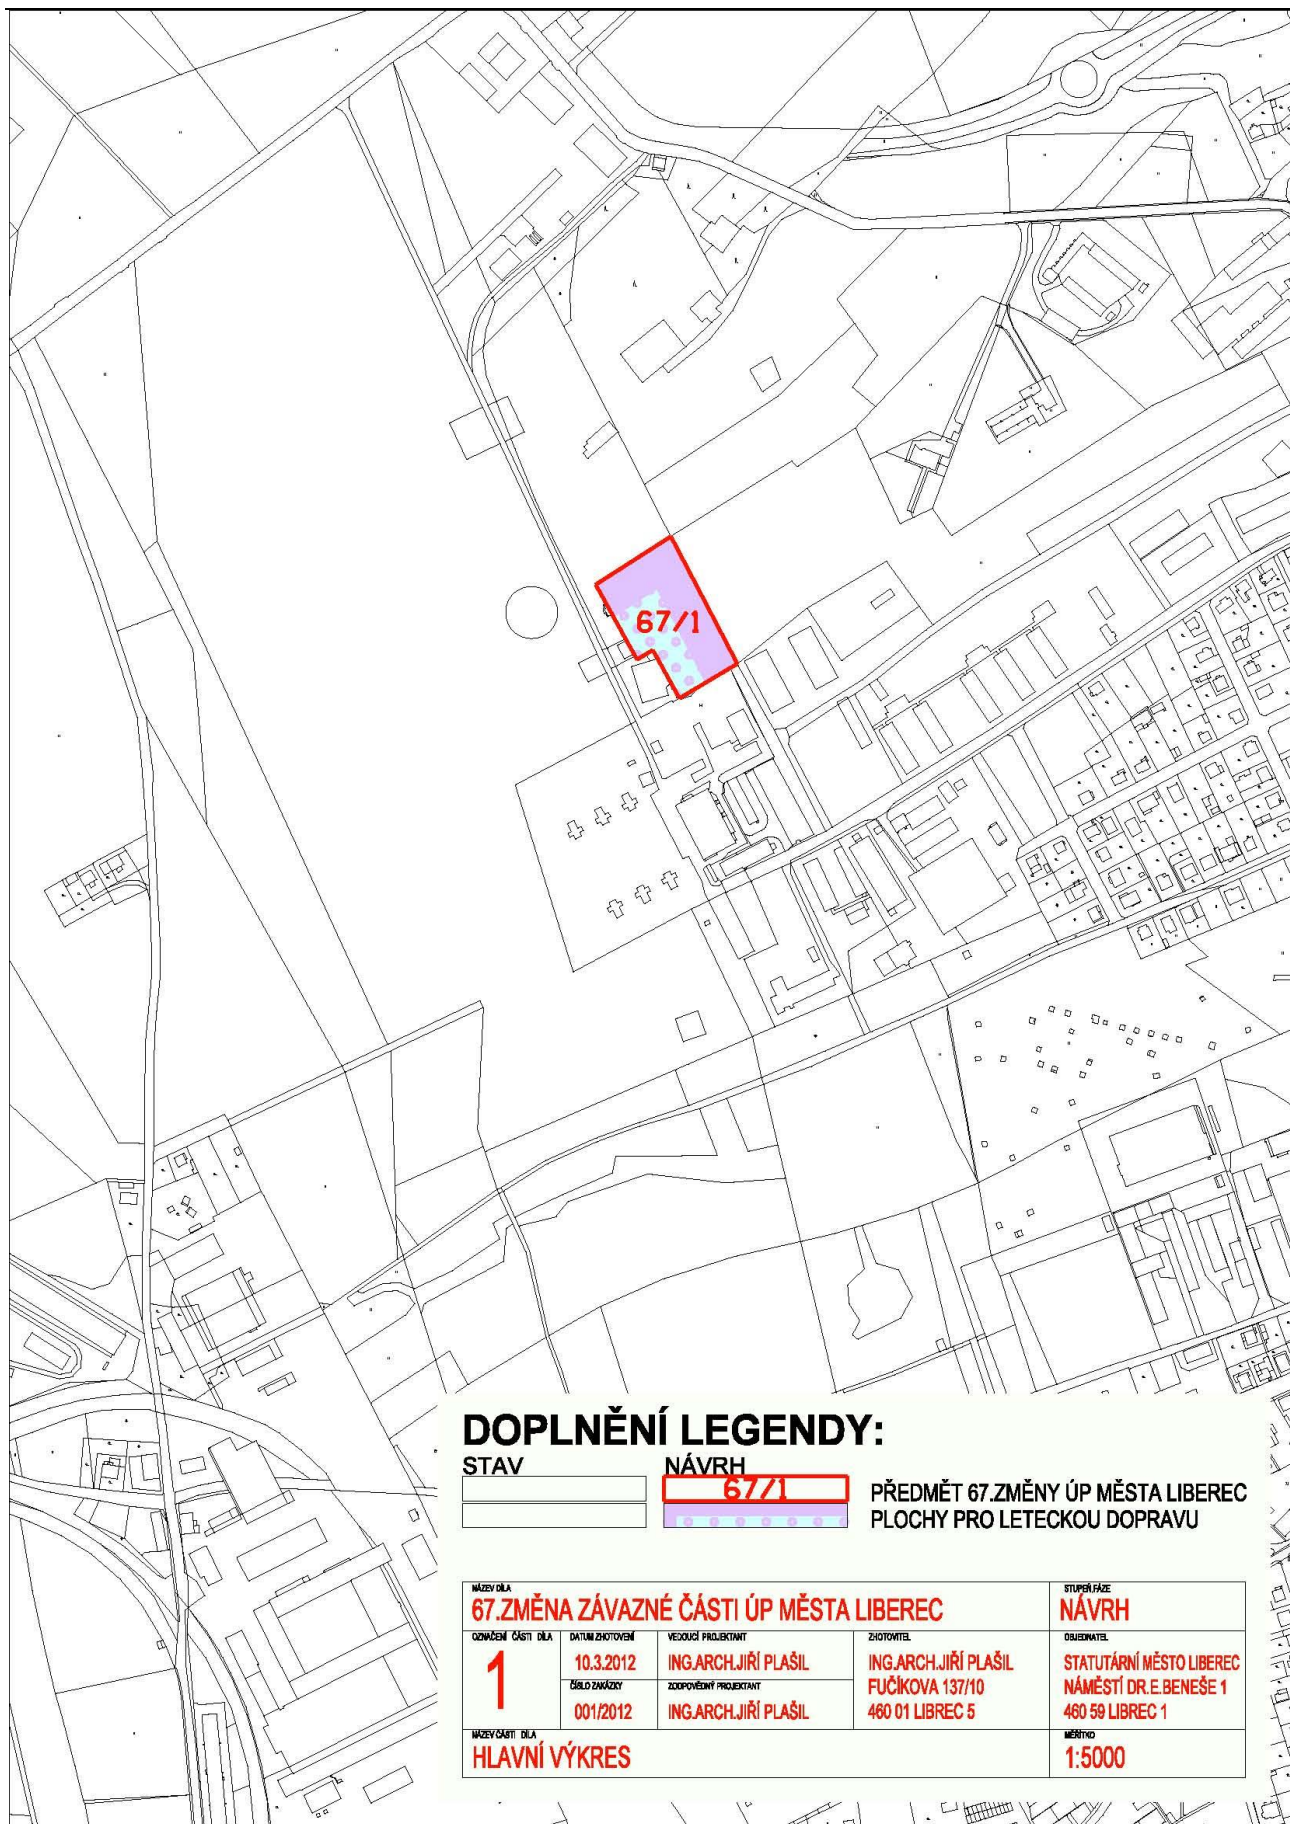 67/1
DOPLNĚNÍ LEGENDY:
STAV
NÁVRH
67/1
PŘEDMĚT 67.ZMĚNY ÚP MĚSTA LIBEREC
PLOCHY PRO LETECKOU DOPRAVU
NÁZEV DÍLA
67.ZMĚNA ZÁVAZNÉ ČÁSTI ÚP MĚSTA LIBEREC
STUPEŇ,FÁZE
NÁVRH
OZNAČENÍ ČÁSTI DÍLA
1
DATUM ZHOTOVENÍ
10.3.2012
ČÍSLO ZAKÁZKY
001/2012
VEDOUCÍ PROJEKTANT
ING.ARCH.JIŘÍ PLAŠIL
ZODPOVĚDNÝ PROJEKTANT
ING.ARCH.JIŘÍ PLAŠIL
ZHOTOVITEL
ING.ARCH.JIŘÍ PLAŠIL
FUČÍKOVA 137/10
460 01 LIBREC 5
OBJEDNATEL
STATUTÁRNÍ MĚSTO LIBEREC
NÁMĚSTÍ DR.E.BENEŠE 1
460 59 LIBREC 1
NÁZEV ČÁSTI DÍLA
HLAVNÍ VÝKRES
MĚŘÍTKO
1:5000